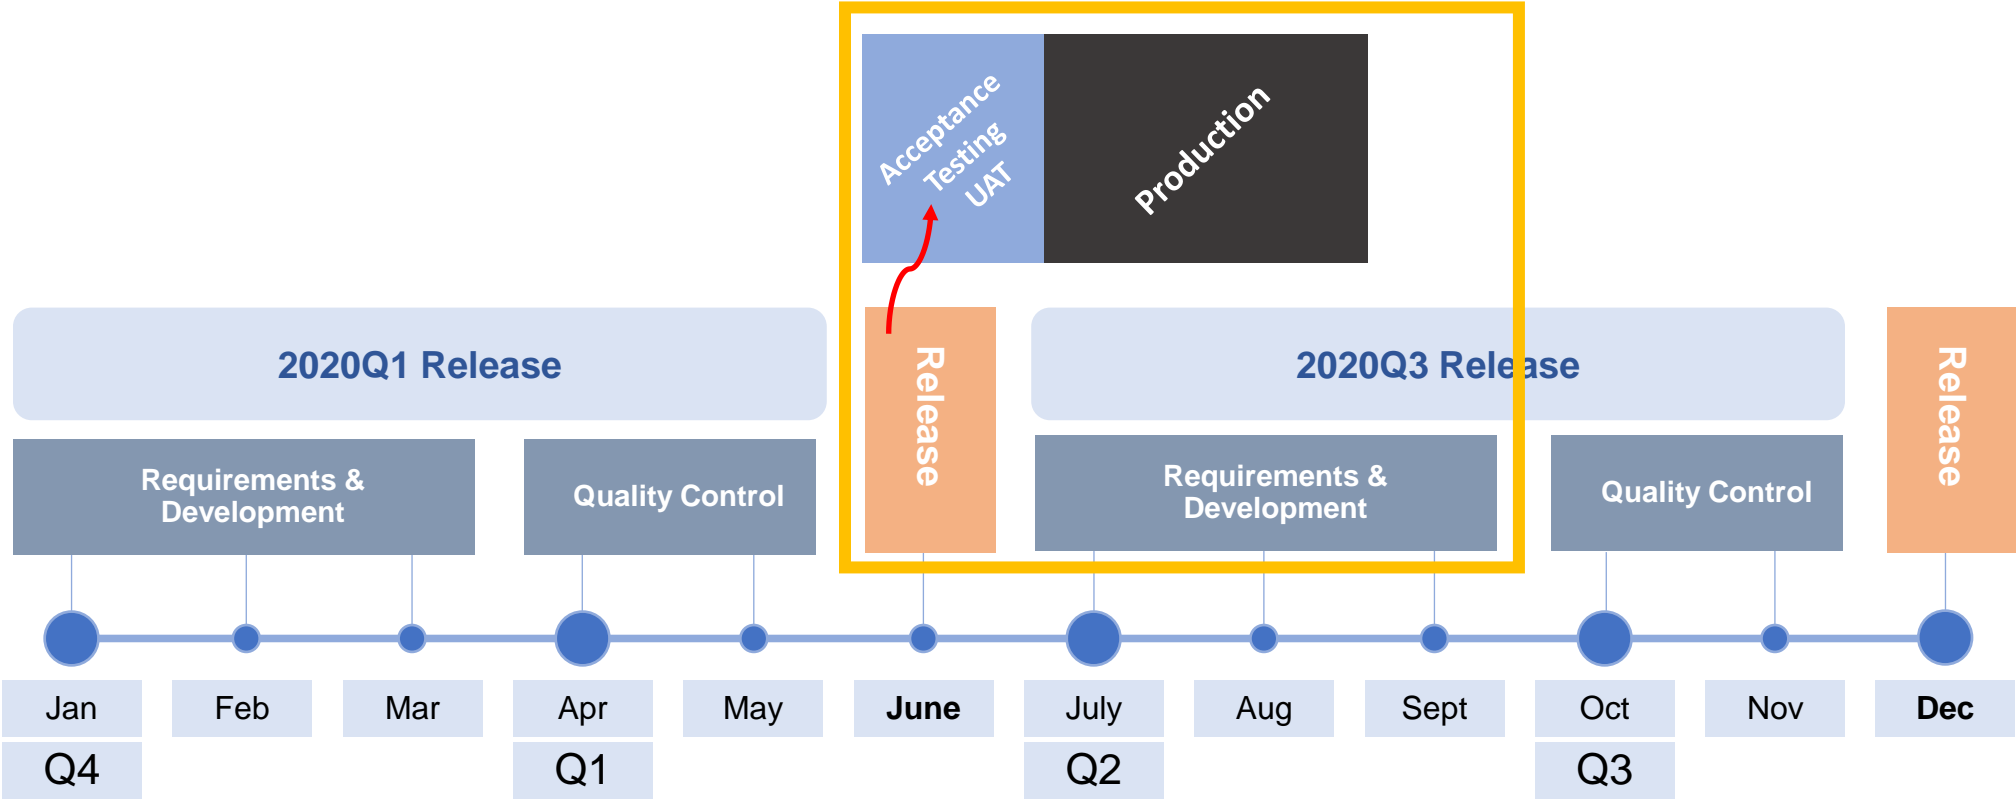 Acceptance
Testing
UAT
Production
2020Q1 Release
Release
2020Q3 Release
Release
Requirements &
Development
Quality Control
Requirements &
Development
Quality Control
Jan
Feb
Mar
Apr
May
June
July
Aug
Sept
Oct
Nov
Dec
Q4
Q1
Q2
Q3